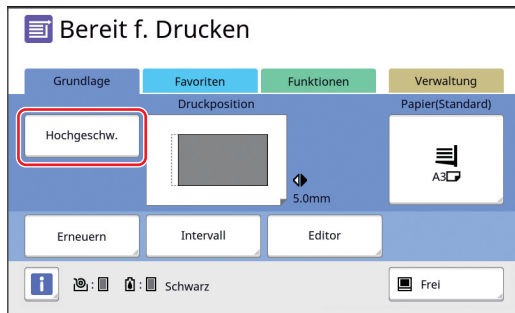 Bereit f. Drucken
Grundlage
Favoriten
Funktionen
Verwaltung
Druckposition
Papier(Standard)
Hochgeschw.
5.0mm
A3
Erneuern
Intervall
Editor
i
: : Schwarz
Frei